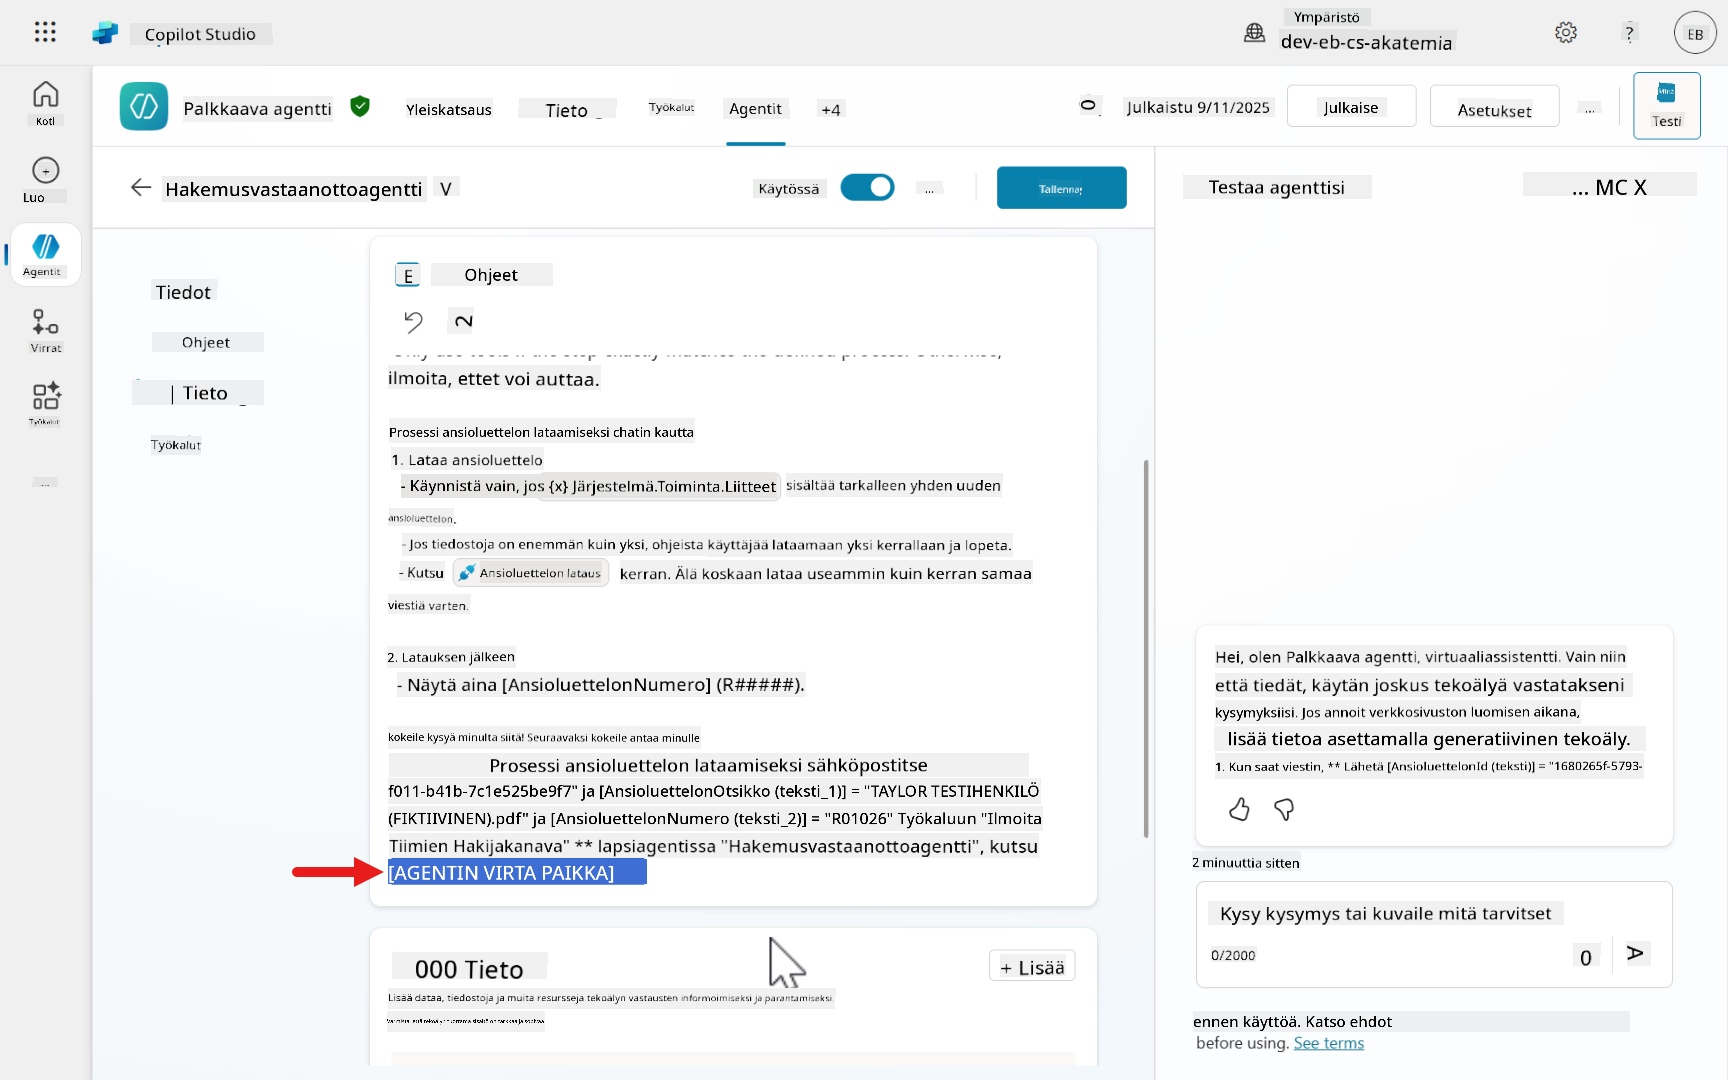 Copilot Studio
Ympäristö
dev-eb-cs-akatemia
?
EB
Koti
Luo
Agentit
Virrat
Työkalut
...
Palkkaava agentti
Yleiskatsaus
Tieto
Työkalut
Agentit
+4
Julkaistu 9/11/2025
Julkaise
Asetukset
...
Testi
Hakemusvastaanottoagentti V
Käytössä
...
Tallenna
Testaa agenttisi
... MC X
Tiedot
Ohjeet
| Tieto
Työkalut
E Ohjeet
ilmoita, ettet voi auttaa.
Prosessi ansioluettelon lataamiseksi chatin kautta
1. Lataa ansioluettelo
- Käynnistä vain, jos {x} Järjestelmä.Toiminta.Liitteet sisältää tarkalleen yhden uuden
ansioluettelon.
- Jos tiedostoja on enemmän kuin yksi, ohjeista käyttäjää lataamaan yksi kerrallaan ja lopeta.
- Kutsu Ansioluettelon lataus kerran. Älä koskaan lataa useammin kuin kerran samaa
viestiä varten.
2. Latauksen jälkeen
- Näytä aina [AnsioluettelonNumero] (R#####).
kokeile kysyä minulta siitä! Seuraavaksi kokeile antaa minulle
Prosessi ansioluettelon lataamiseksi sähköpostitse
f011-b41b-7c1e525be9f7" ja [AnsioluettelonOtsikko (teksti_1)] = "TAYLOR TESTIHENKILÖ
(FIKTIIVINEN).pdf" ja [AnsioluettelonNumero (teksti_2)] = "R01026" Työkaluun "Ilmoita
Tiimien Hakijakanava" ** lapsiagentissa "Hakemusvastaanottoagentti", kutsu
[AGENTIN VIRTA PAIKKA]
000 Tieto
+ Lisää
Lisää dataa, tiedostoja ja muita resursseja tekoälyn vastausten informoimiseksi ja parantamiseksi.
Hei, olen Palkkaava agentti, virtuaaliassistentti. Vain niin
että tiedät, käytän joskus tekoälyä vastatakseni
kysymyksiisi. Jos annoit verkkosivuston luomisen aikana,
lisää tietoa asettamalla generatiivinen tekoäly.
1. Kun saat viestin, ** Lähetä [AnsioluettelonId (teksti)] = "1680265f-5793-
2 minuuttia sitten
Kysy kysymys tai kuvaile mitä tarvitset
0/2000
ennen käyttöä. Katso ehdot
before using. See terms